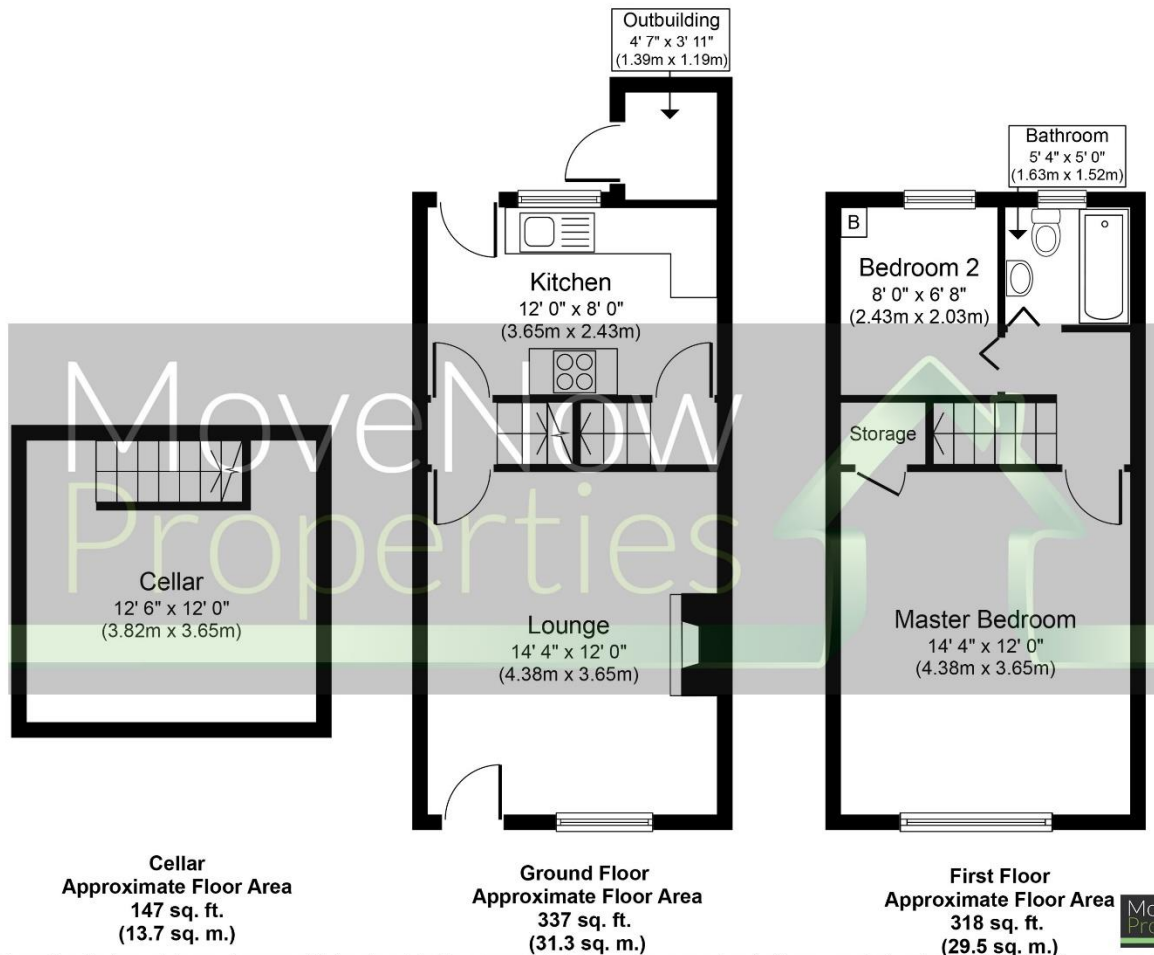 Outbuilding
4' 7" x 3' 11"
(1.39m x 1.19m)
Bathroom
5' 4" x 5' 0"
(1.63m x 1.52m)
B
Kitchen
12' 0" x 8' 0"
(3.65m x 2.43m)
Bedroom 2
8' 0" x 6' 8"
(2.43m x 2.03m)
MoveNow
Properties
Storage
Cellar
12' 6" x 12' 0"
(3.82m x 3.65m)
Lounge
14' 4" x 12' 0"
(4.38m x 3.65m)
Master Bedroom
14' 4" x 12' 0"
(4.38m x 3.65m)
Cellar
Approximate Floor Area
147 sq. ft.
(13.7 sq. m.)
Ground Floor
Approximate Floor Area
337 sq. ft.
(31.3 sq. m.)
First Floor
Approximate Floor Area
318 sq. ft.
(29.5 sq. m.)